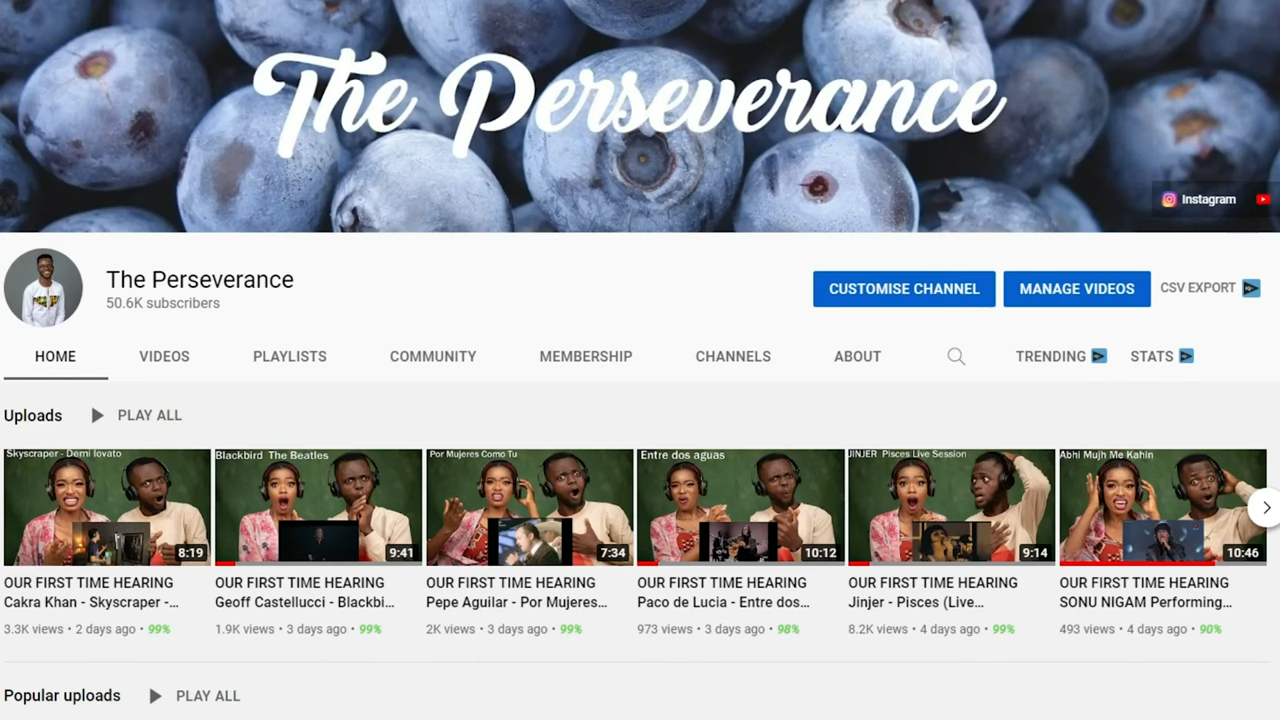 The Perseverance
Instagram
The Perseverance
50.6K subscribers
CUSTOMISE CHANNEL
MANAGE VIDEOS
CSV EXPORT
HOME
VIDEOS
PLAYLISTS
COMMUNITY
MEMBERSHIP
CHANNELS
ABOUT
TRENDING
STATS
Uploads
PLAY ALL
Skyscraper - Demi lovato
8:19
OUR FIRST TIME HEARING
Cakra Khan - Skyscraper -...
3.3K views • 2 days ago • 99%
Blackbird The Beatles
9:41
OUR FIRST TIME HEARING
Geoff Castellucci - Blackbi...
1.9K views • 3 days ago • 99%
Por Mujeres Como Tu
7:34
OUR FIRST TIME HEARING
Pepe Aguilar - Por Mujeres...
2K views • 3 days ago • 99%
Entre dos aguas
10:12
OUR FIRST TIME HEARING
Paco de Lucia - Entre dos...
973 views • 3 days ago • 98%
JINJER Pisces Live Session
9:14
OUR FIRST TIME HEARING
Jinjer - Pisces (Live...
8.2K views • 4 days ago • 99%
Abhi Mujh Me Kahin
10:46
OUR FIRST TIME HEARING
SONU NIGAM Performing...
493 views • 4 days ago • 90%
Popular uploads
PLAY ALL